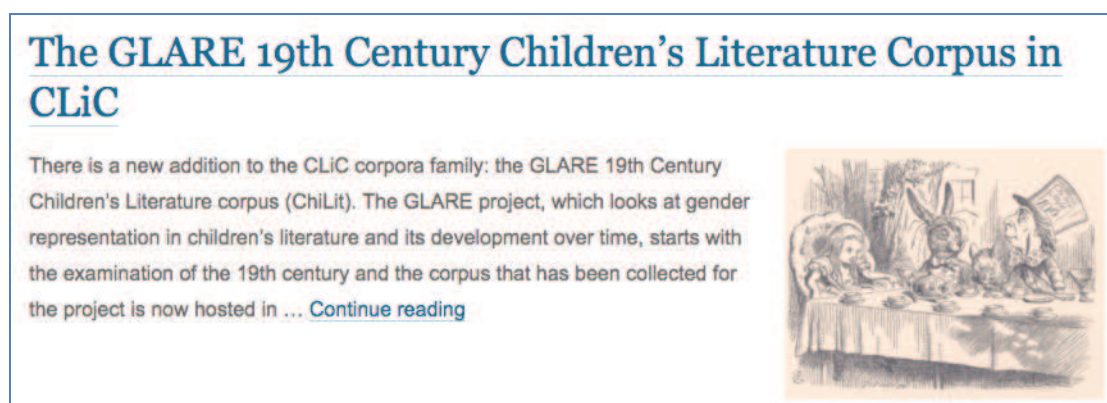 The GLARE 19th Century Children's Literature Corpus in
CLiC
There is a new addition to the CLiC corpora family: the GLARE 19th Century
Children's Literature corpus (ChiLit). The GLARE project, which looks at gender
representation in children's literature and its development over time, starts with
the examination of the 19th century and the corpus that has been collected for
the project is now hosted in … Continue reading